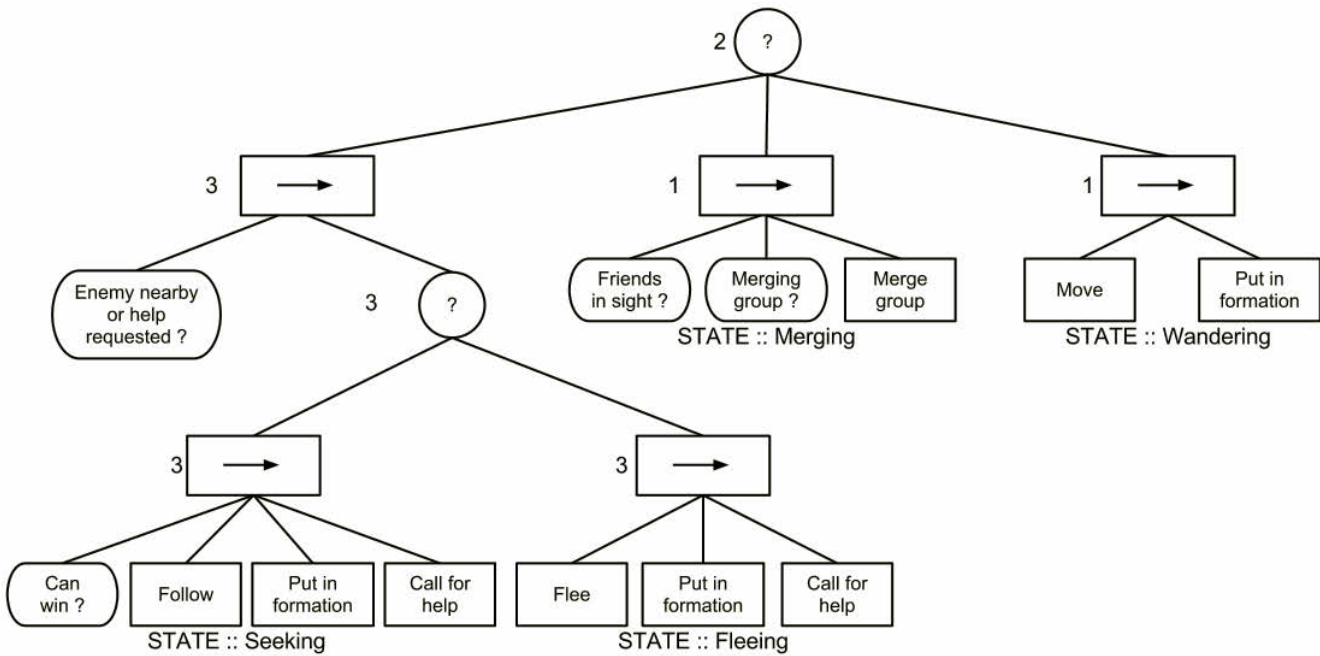 2
?
3
→
1
→
1
→
Enemy nearby
or help
requested ?
3
?
Friends
in sight ?
Merging
group ?
Merge
group
STATE :: Merging
Move
Put in
formation
STATE :: Wandering
3
→
3
→
Can
win ?
Follow
Put in
formation
Call for
help
STATE :: Seeking
Flee
Put in
formation
Call for
help
STATE :: Fleeing